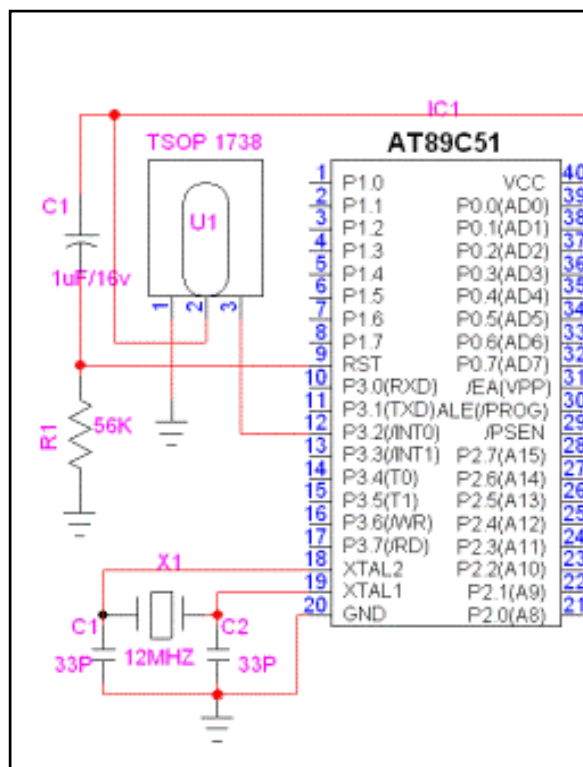 IC1
TSOP 1738
AT89C51
U1
C1
1uF/16v
1
2
3
R1
56K
1 P1.0 VCC 40
2 P1.1 P0.0(AD0) 39
3 P1.2 P0.1(AD1) 38
4 P1.3 P0.2(AD2) 37
5 P1.4 P0.3(AD3) 36
6 P1.5 P0.4(AD4) 35
7 P1.6 P0.5(AD5) 34
8 P1.7 P0.6(AD6) 33
9 RST P0.7(AD7) 32
10 P3.0(RXD) /EA(VPP) 31
11 P3.1(TXD) ALE(/PROG) 30
12 P3.2(/INT0) /PSEN 29
13 P3.3(/INT1) P2.7(A15) 28
14 P3.4(T0) P2.6(A14) 27
15 P3.5(T1) P2.5(A13) 26
16 P3.6(/WR) P2.4(A12) 25
17 P3.7(/RD) P2.3(A11) 24
18 XTAL2 P2.2(A10) 23
19 XTAL1 P2.1(A9) 22
20 GND P2.0(A8) 21
X1
C1
C2
33P
12MHZ
33P